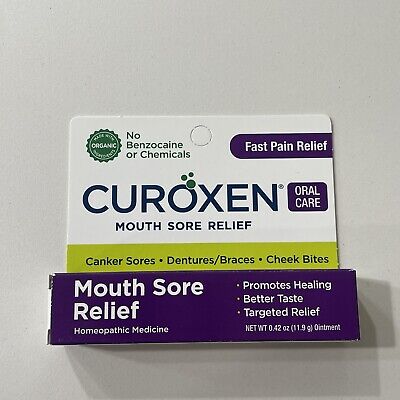 MADE WITH
ORGANIC
INGREDIENTS
No
Benzocaine
or Chemicals
Fast Pain Relief
CUROXEN®
ORAL
CARE
MOUTH SORE RELIEF
Canker Sores • Dentures/Braces • Cheek Bites
Mouth Sore
Relief
Homeopathic Medicine
• Promotes Healing
• Better Taste
• Targeted Relief
NET WT 0.42 oz (11.9 g) Ointment